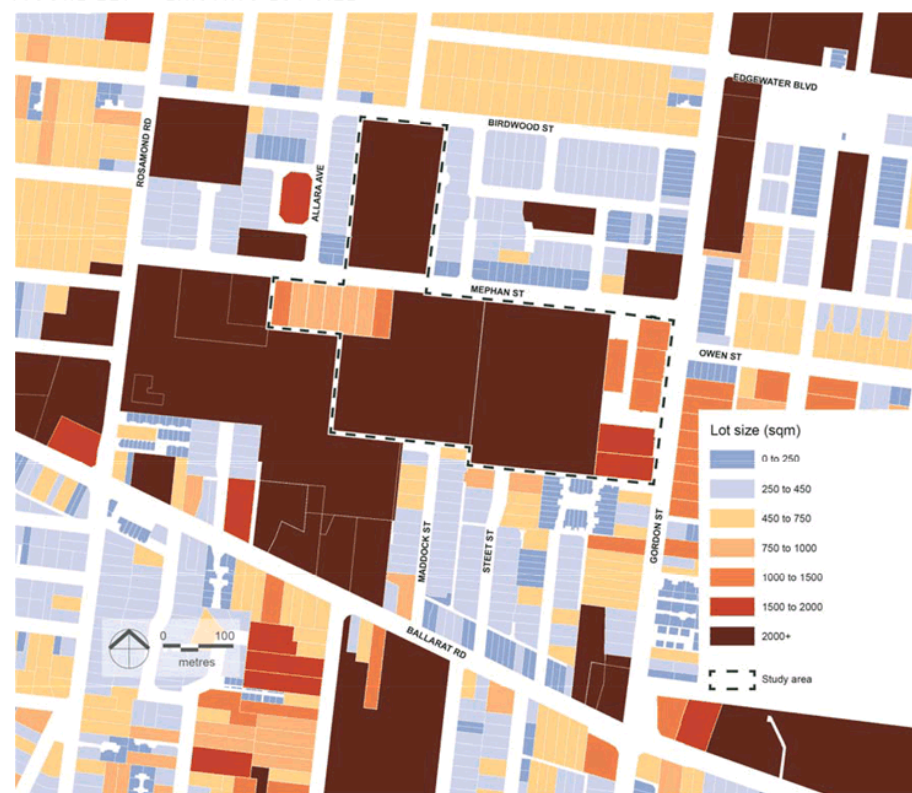 EDGEWATER BLVD
BIRDWOOD ST
ROSAMOND RD
ALLARA AVE
MEPHAN ST
OWEN ST
Lot size (sqm)
0 to 250
250 to 450
450 to 750
750 to 1000
1000 to 1500
1500 to 2000
2000+
Study area
GORDON ST
MADDOCK ST
STEET ST
BALLARAT RD
0 100
metres